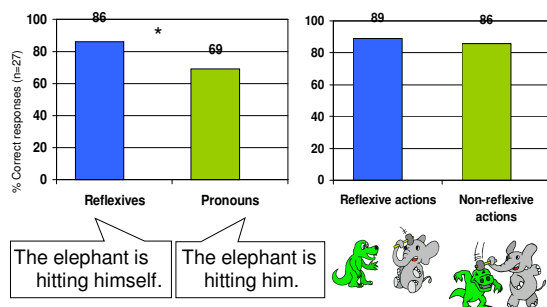 % Correct responses (n=27)
100
80
60
40
20
0
86
*
69
Reflexives
Pronouns
100
80
60
40
20
0
89
86
Reflexive actions
Non-reflexive
actions
The elephant is
hitting himself.
The elephant is
hitting him.